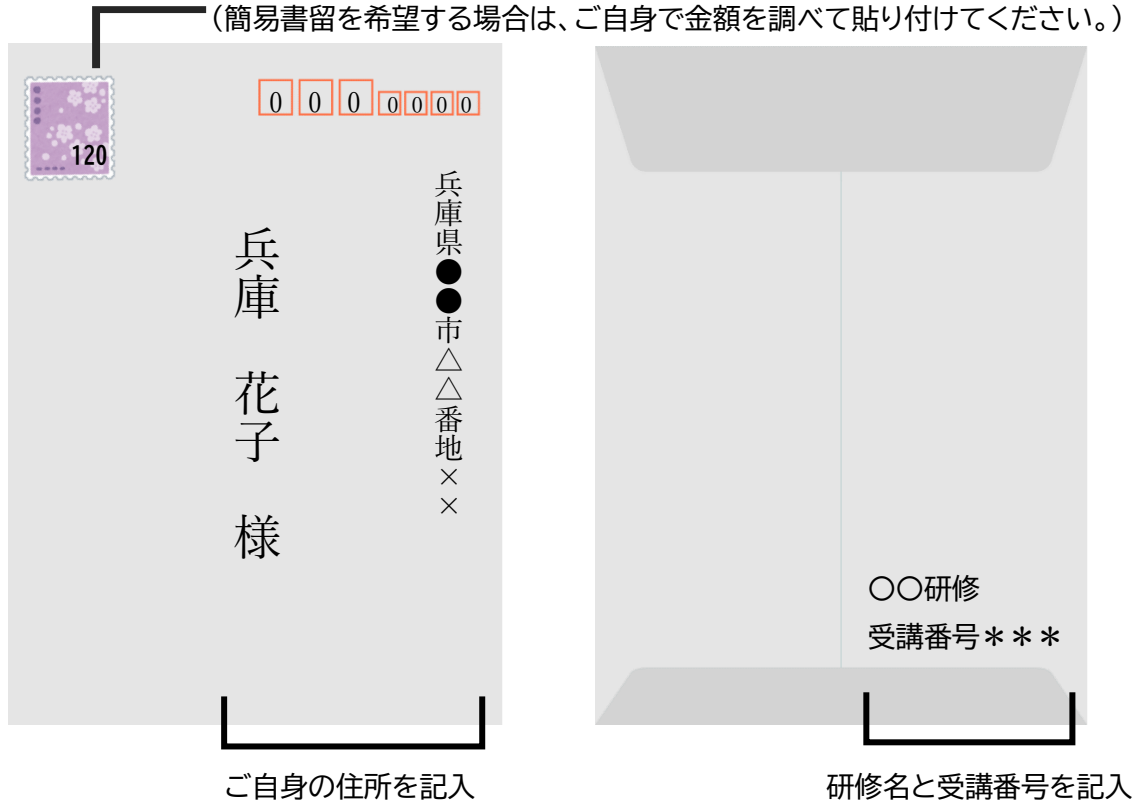 （簡易書留を希望する場合は、ご自身で金額を調べて貼り付けてください。）
120
0000000
兵庫県●●市△△番地××
兵庫　花子　様
〇〇研修
受講番号＊＊＊
ご自身の住所を記入
研修名と受講番号を記入